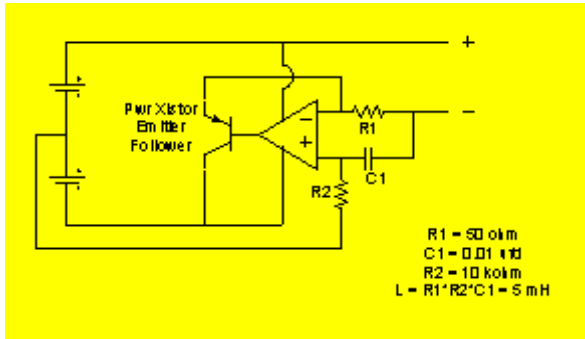 +
Pwr Xistor
Emitter
Follower
−
+
R1
−
C1
R2
R1 = 50 ohm
C1 = 0.01 mfd
R2 = 10 kohm
L = R1*R2*C1 = 5 mH